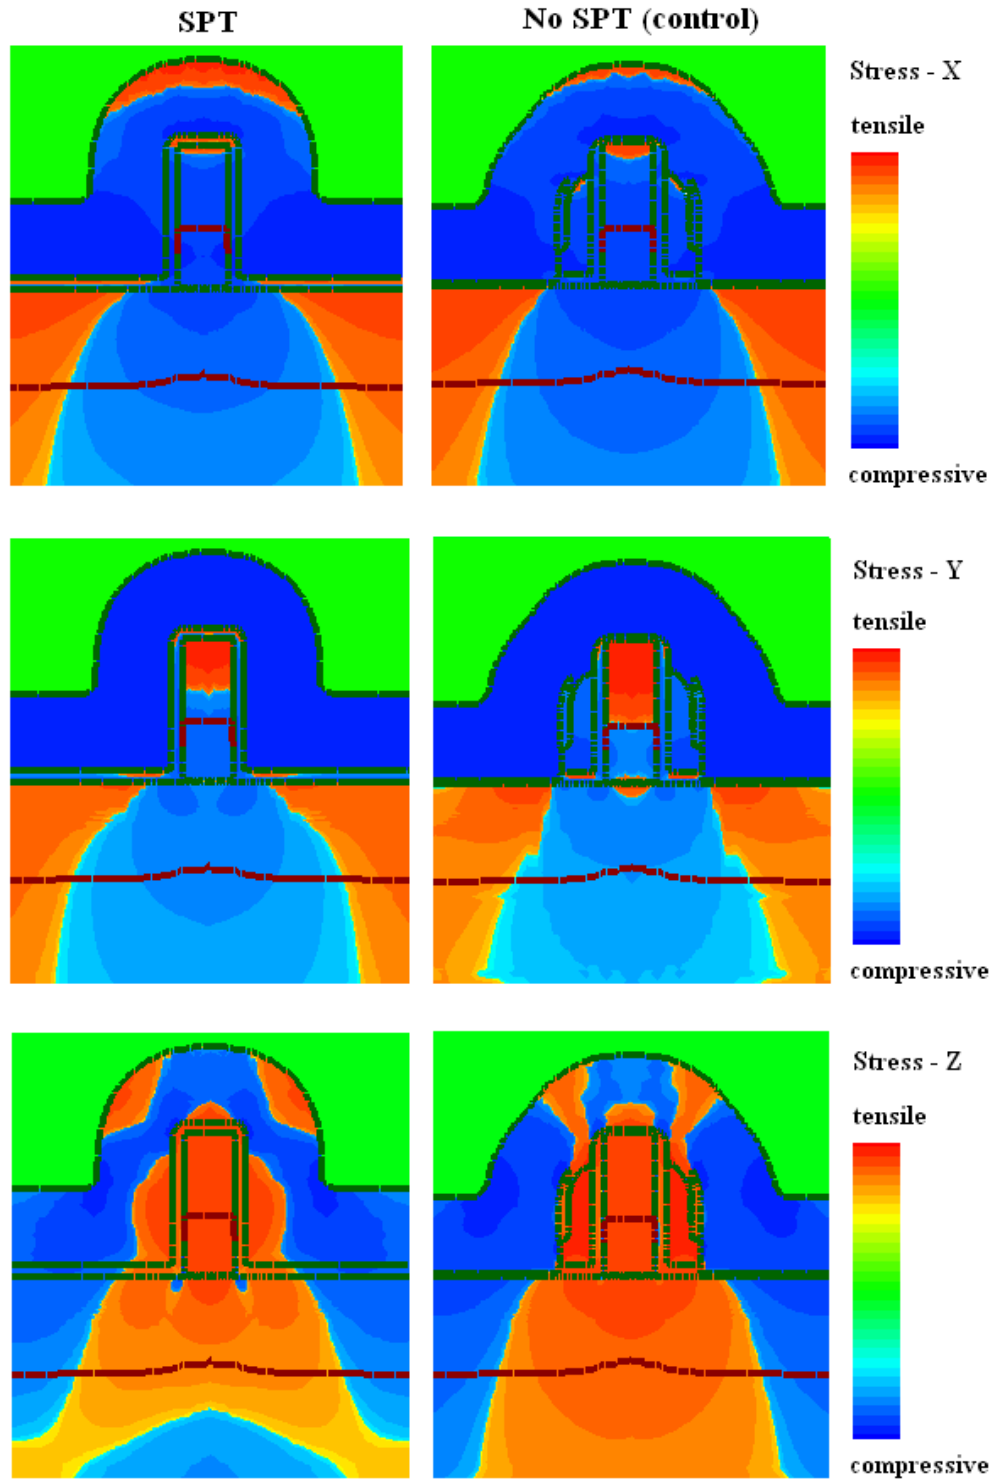 SPT
No SPT (control)
Stress - X
tensile
compressive
Stress - Y
tensile
compressive
Stress - Z
tensile
compressive